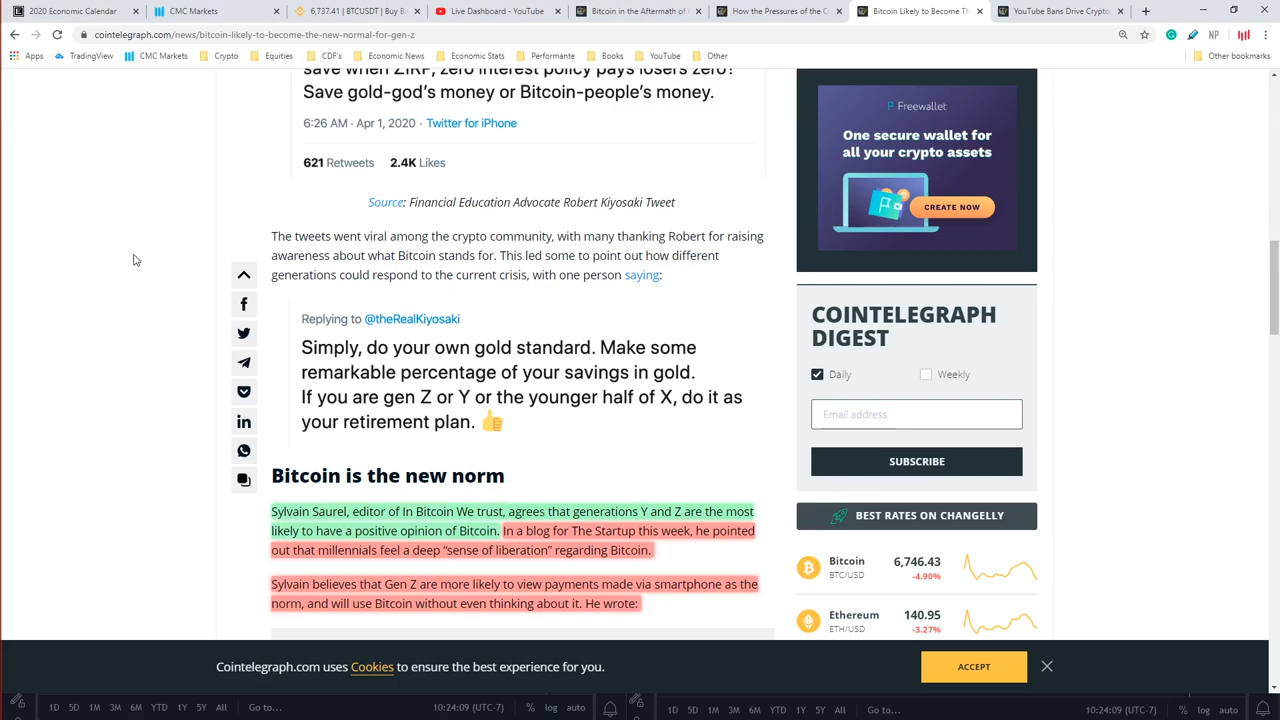 2020 Economic Calendar
CMC Markets
6,737.41 | BTCUSDT | Buy B
Live Dashboard - YouTube
Bitcoin in the Aftermath of
How the Pressures of the C
Bitcoin Likely to Become Th
YouTube Bans Drive Crypto
cointelegraph.com/news/bitcoin-likely-to-become-the-new-normal-for-gen-z
NP
Apps
TradingView
CMC Markets
Crypto
Equities
CDF's
Economic News
Economic Stats
Performante
Books
YouTube
Other
Other bookmarks
save when ZIRP, zero interest policy pays losers zero?
Save gold-god's money or Bitcoin-people's money.
6:26 AM · Apr 1, 2020 · Twitter for iPhone
621 Retweets 2.4K Likes
Source: Financial Education Advocate Robert Kiyosaki Tweet
The tweets went viral among the crypto community, with many thanking Robert for raising
awareness about what Bitcoin stands for. This led some to point out how different
generations could respond to the current crisis, with one person saying:
Replying to @theRealKiyosaki
Simply, do your own gold standard. Make some
remarkable percentage of your savings in gold.
If you are gen Z or Y or the younger half of X, do it as
your retirement plan. 👍
Bitcoin is the new norm
Sylvain Saurel, editor of In Bitcoin We trust, agrees that generations Y and Z are the most
likely to have a positive opinion of Bitcoin. In a blog for The Startup this week, he pointed
out that millennials feel a deep “sense of liberation” regarding Bitcoin.
Sylvain believes that Gen Z are more likely to view payments made via smartphone as the
norm, and will use Bitcoin without even thinking about it. He wrote:
Freewallet
One secure wallet for
all your crypto assets
CREATE NOW
COINTELEGRAPH
DIGEST
Daily
Weekly
Email address
SUBSCRIBE
BEST RATES ON CHANGELLY
Bitcoin 6,746.43
BTC/USD -4.90%
Ethereum 140.95
ETH/USD -3.27%
Cointelegraph.com uses Cookies to ensure the best experience for you.
ACCEPT
1D 5D 1M 3M 6M YTD 1Y 5Y All Go to... 10:24:09 (UTC-7) % log auto
1D 5D 1M 3M 6M YTD 1Y 5Y All Go to... 10:24:09 (UTC-7) % log auto